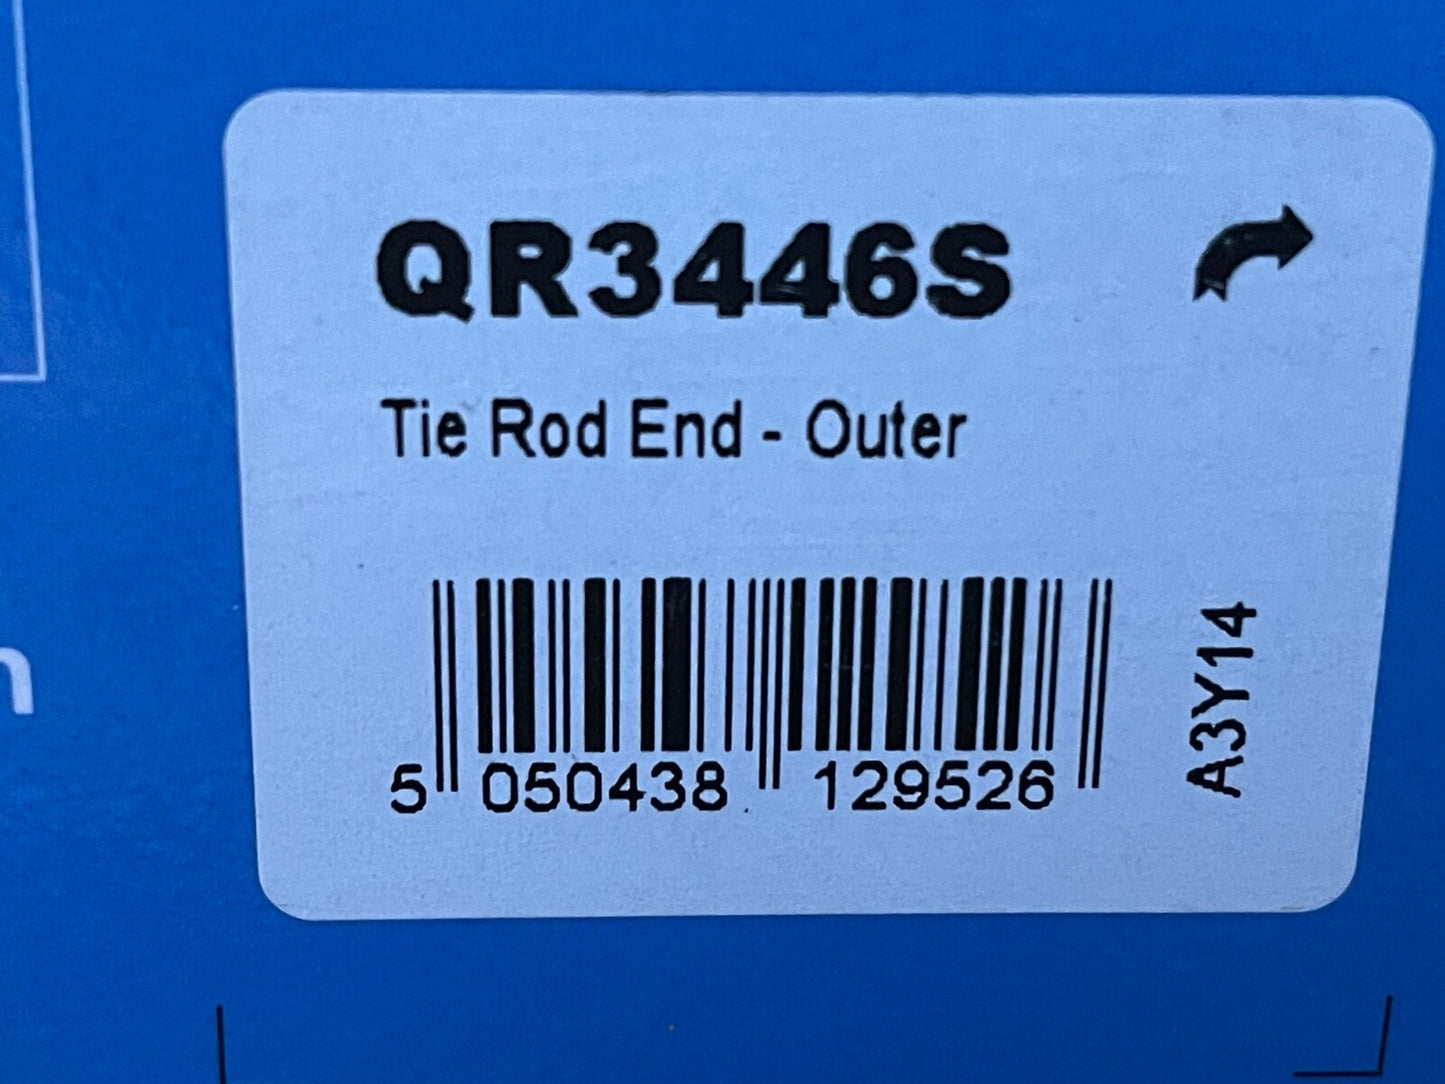 QR3446S
Tie Rod End - Outer
5 050438 129526
A3Y14